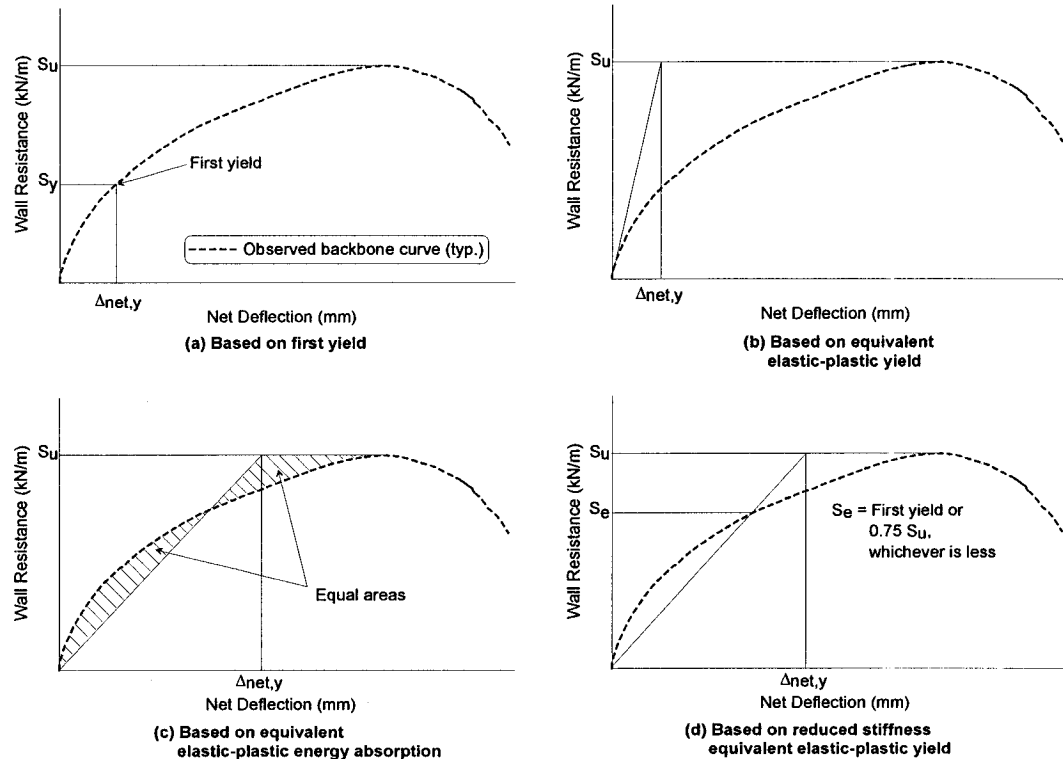 Wall Resistance (kN/m)
Su
Sy
First yield
Observed backbone curve (typ.)
Δnet,y
Net Deflection (mm)
(a) Based on first yield
Wall Resistance (kN/m)
Su
Δnet,y
Net Deflection (mm)
(b) Based on equivalent
elastic-plastic yield
Wall Resistance (kN/m)
Su
Equal areas
Δnet,y
Net Deflection (mm)
(c) Based on equivalent
elastic-plastic energy absorption
Wall Resistance (kN/m)
Su
Se
Se = First yield or
0.75 Su,
whichever is less
Δnet,y
Net Deflection (mm)
(d) Based on reduced stiffness
equivalent elastic-plastic yield